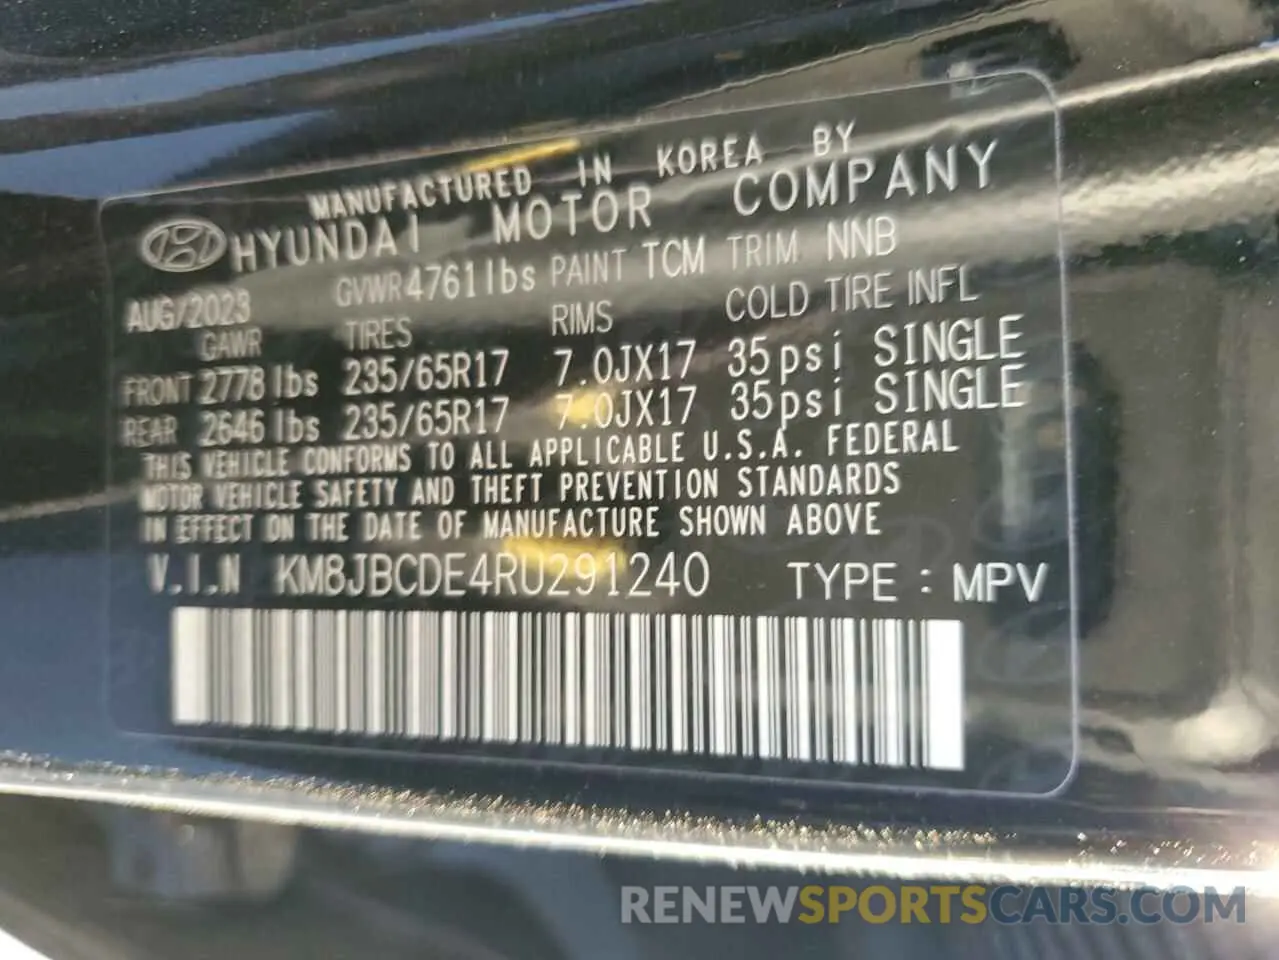 MANUFACTURED IN KOREA BY
HYUNDAI MOTOR COMPANY
AUG/2023 GVWR 4761lbs PAINT TCM TRIM NNB
GAWR TIRES RIMS COLD TIRE INFL
FRONT 2778 lbs 235/65R17 7.0JX17 35psi SINGLE
REAR 2646 lbs 235/65R17 7.0JX17 35psi SINGLE
THIS VEHICLE CONFORMS TO ALL APPLICABLE U.S.A. FEDERAL
MOTOR VEHICLE SAFETY AND THEFT PREVENTION STANDARDS
IN EFFECT ON THE DATE OF MANUFACTURE SHOWN ABOVE
V.I.N KM8JBCDE4RU291240 TYPE : MPV
RENEWSPORTSCARS.COM